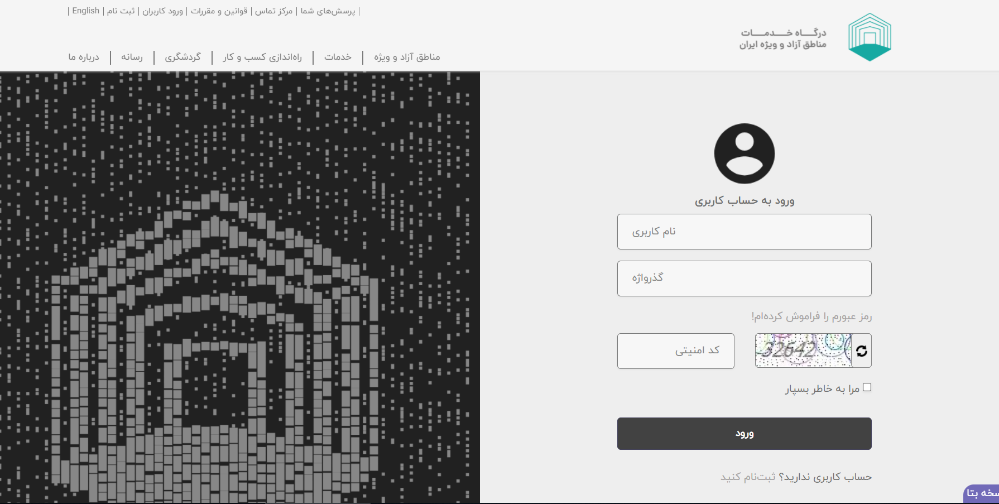 | پرسش‌های شما | مرکز تماس | قوانین و مقررات | ورود کاربران | ثبت نام | English |
درگاه خدمات
مناطق آزاد و ویژه ایران
مناطق آزاد و ویژه | خدمات | راه‌اندازی کسب و کار | گردشگری | رسانه | درباره ما
ورود به حساب کاربری
نام کاربری
گذرواژه
رمز عبورم را فراموش کرده‌ام!
32642
کد امنیتی
مرا به خاطر بسپار
ورود
حساب کاربری ندارید؟ ثبت‌نام کنید
بتا